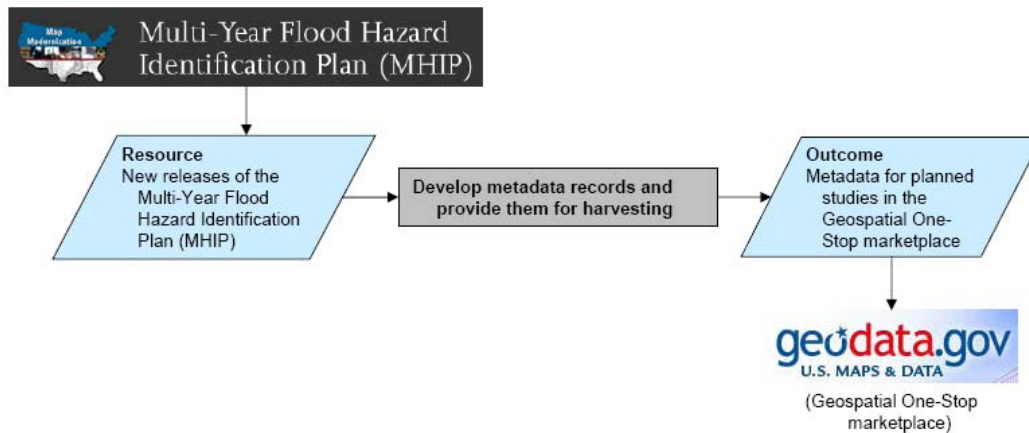 Map
Modernization
Multi-Year Flood Hazard
Identification Plan (MHIP)
Resource
New releases of the
Multi-Year Flood
Hazard Identification
Plan (MHIP)
Develop metadata records and
provide them for harvesting
Outcome
Metadata for planned
studies in the
Geospatial One-
Stop marketplace
geodata.gov
U.S. MAPS & DATA
(Geospatial One-Stop
marketplace)